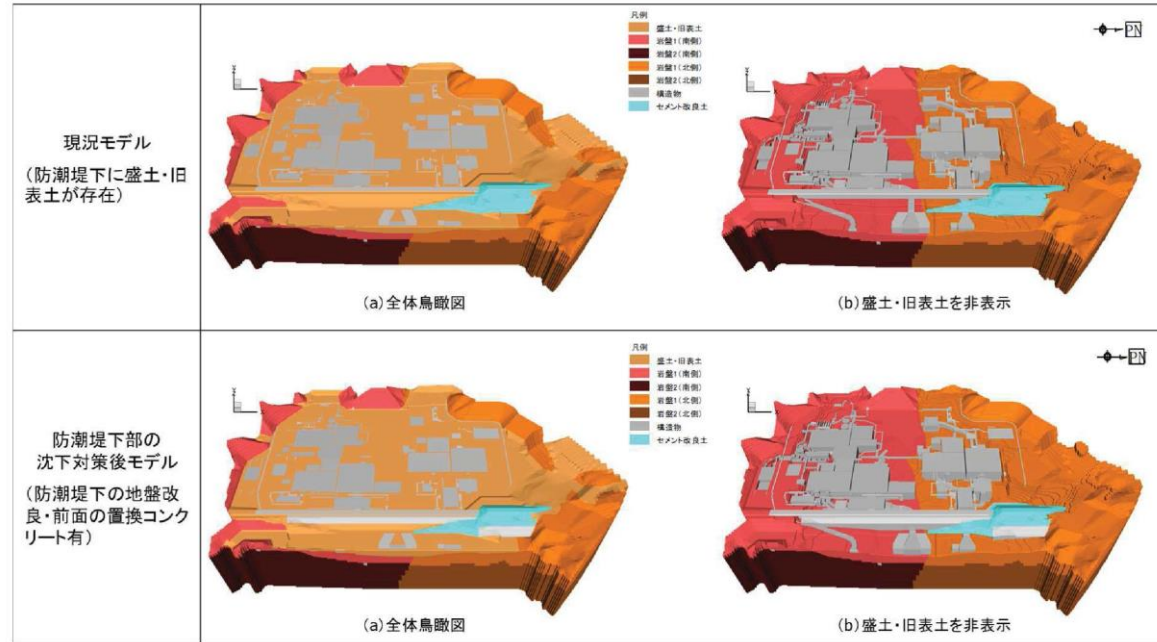 現況モデル
(防潮堤下に盛土・旧
表土が存在)
凡例
盛土・旧表土
岩盤1(南側)
岩盤2(南側)
岩盤1(北側)
岩盤2(北側)
構造物
セメント改良土
PN
(a)全体鳥瞰図
(b)盛土・旧表土を非表示
防潮堤下部の
沈下対策後モデル
(防潮堤下の地盤改
良・前面の置換コンク
リート有)
凡例
盛土・旧表土
岩盤1(南側)
岩盤2(南側)
岩盤1(北側)
岩盤2(北側)
構造物
セメント改良土
PN
(a)全体鳥瞰図
(b)盛土・旧表土を非表示